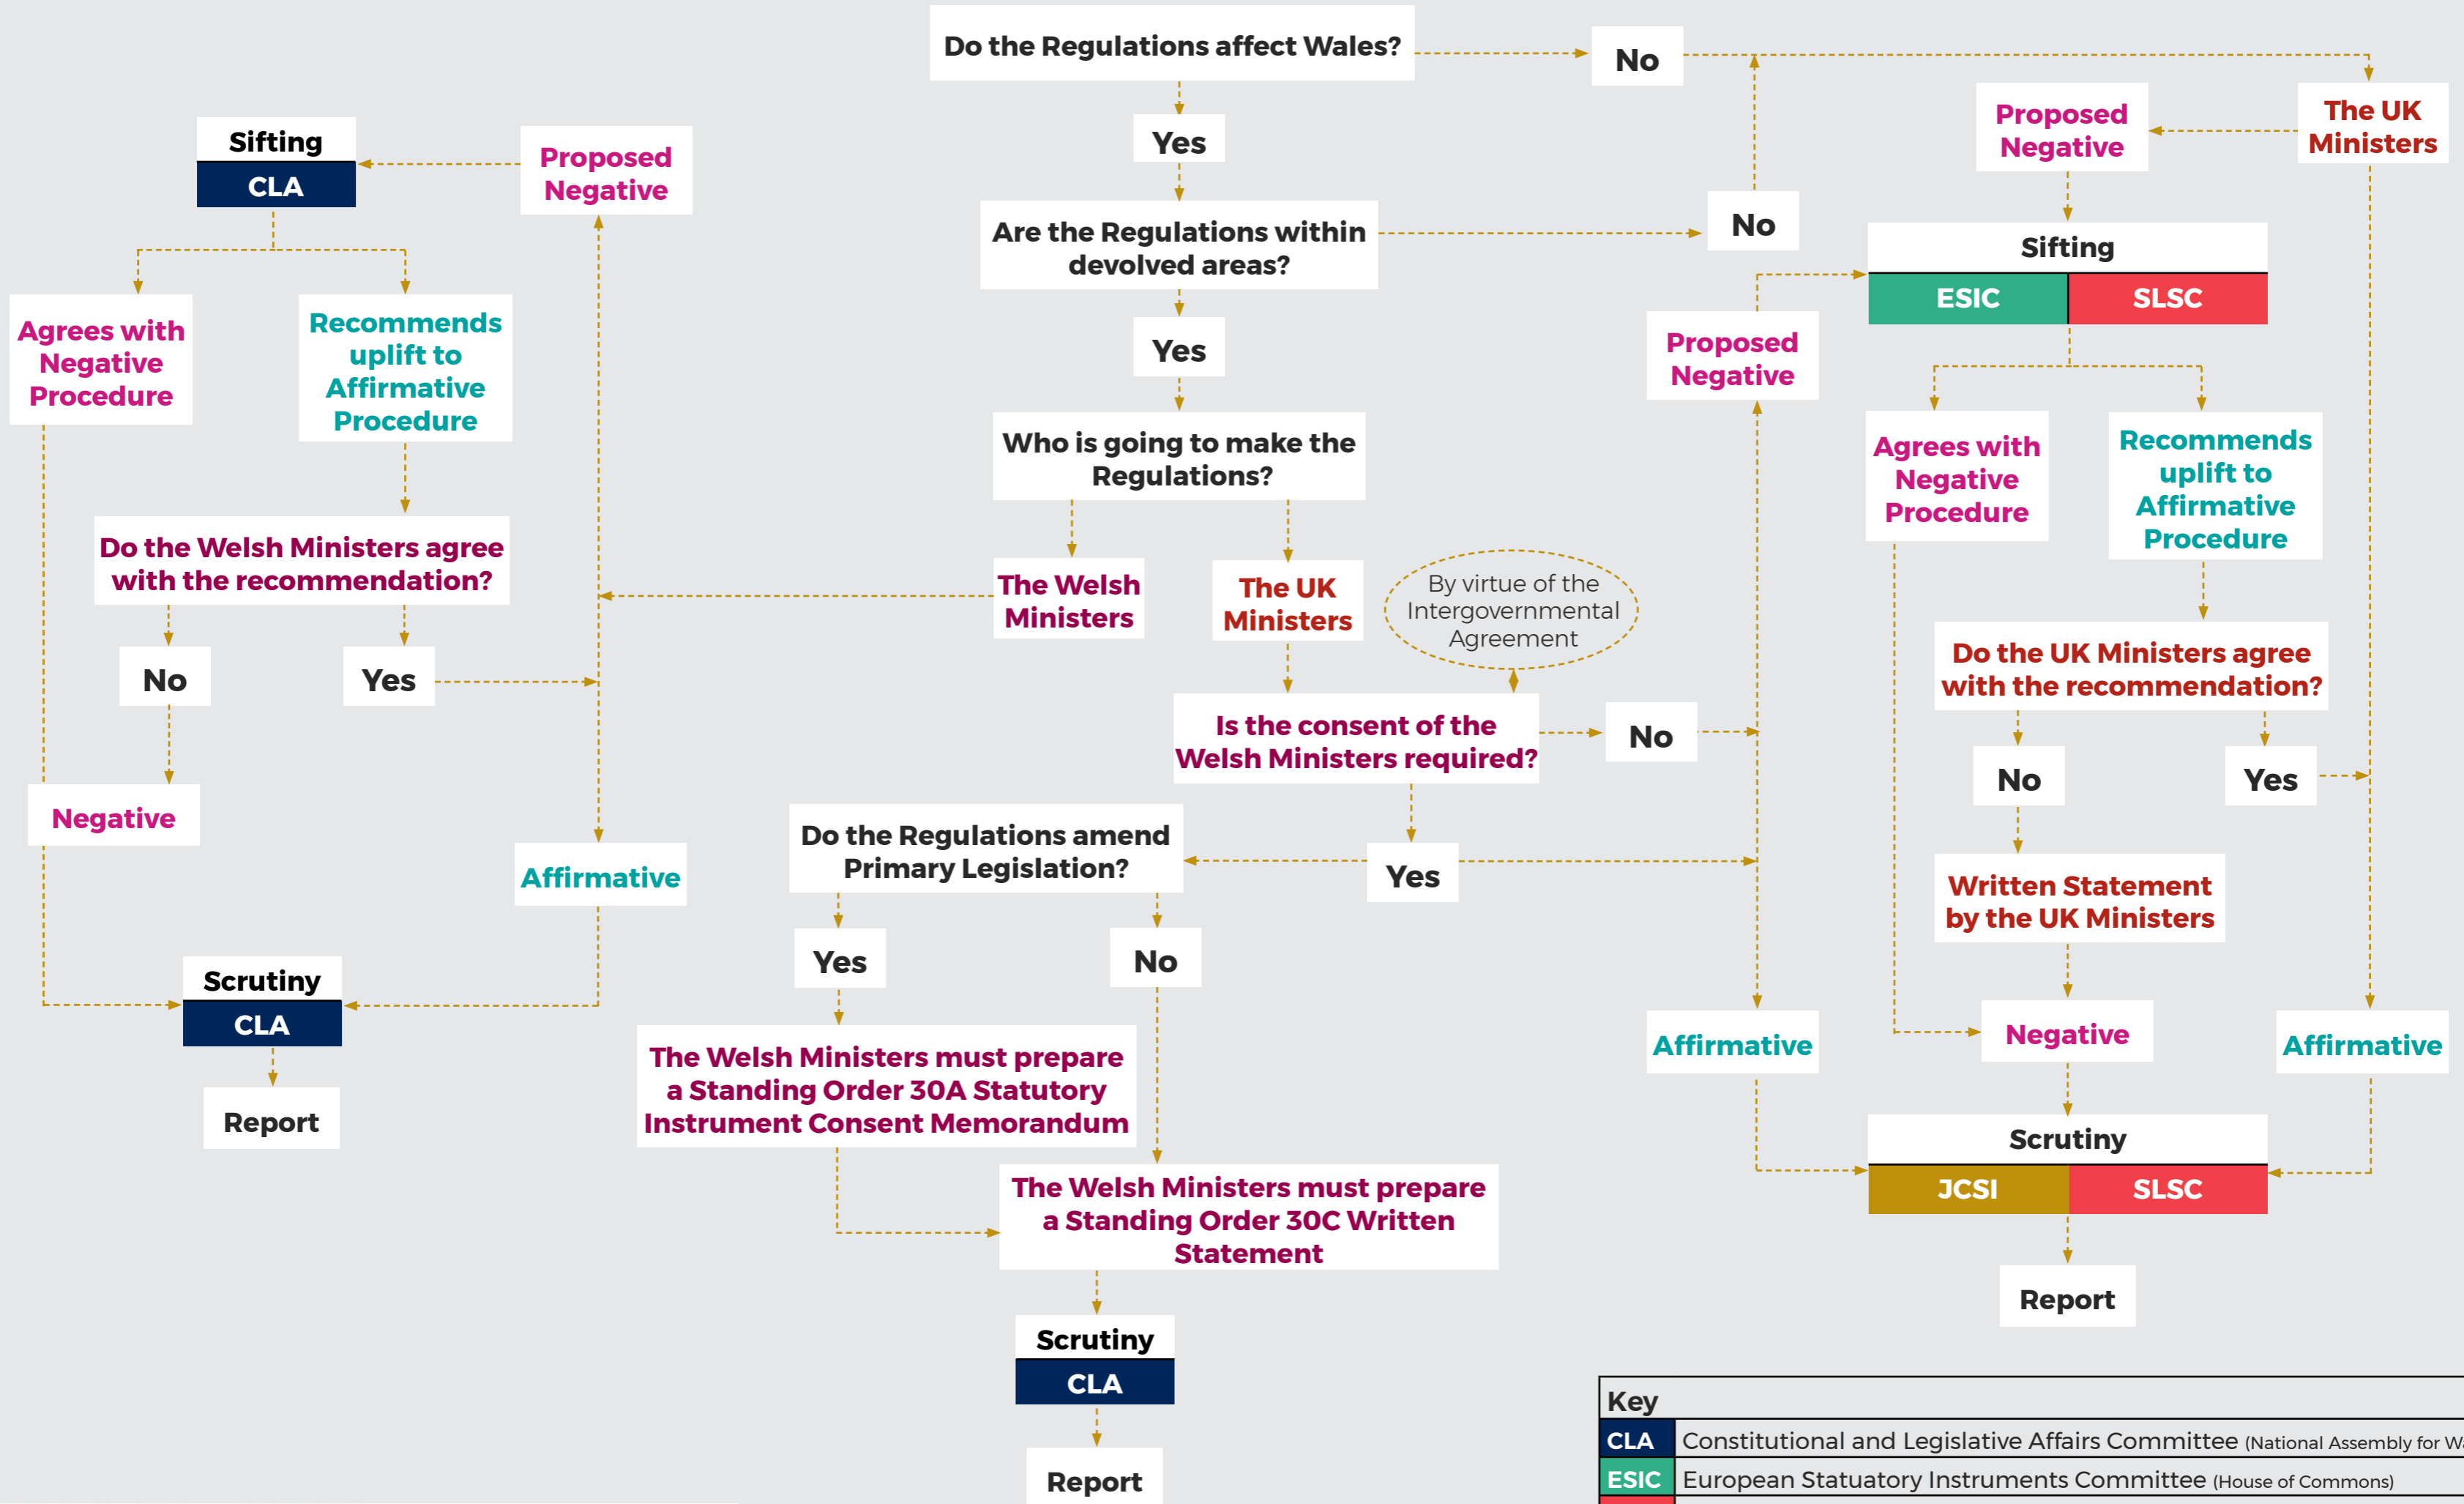 Do the Regulations affect Wales?
No
Yes
Are the Regulations within
devolved areas?
No
Yes
Who is going to make the
Regulations?
The Welsh
Ministers
The UK
Ministers
By virtue of the
Intergovernmental
Agreement
Is the consent of the
Welsh Ministers required?
No
Yes
Do the Regulations amend
Primary Legislation?
Yes
No
The Welsh Ministers must prepare
a Standing Order 30A Statutory
Instrument Consent Memorandum
The Welsh Ministers must prepare
a Standing Order 30C Written
Statement
Scrutiny
CLA
Report
Proposed
Negative
Sifting
CLA
Agrees with
Negative
Procedure
Recommends
uplift to
Affirmative
Procedure
Do the Welsh Ministers agree
with the recommendation?
No
Yes
Negative
Affirmative
Scrutiny
CLA
Report
Proposed
Negative
Affirmative
The UK
Ministers
Proposed
Negative
Sifting
ESIC SLSC
Agrees with
Negative
Procedure
Recommends
uplift to
Affirmative
Procedure
Do the UK Ministers agree
with the recommendation?
No
Yes
Written Statement
by the UK Ministers
Negative
Affirmative
Scrutiny
JCSI SLSC
Report
Key
CLA Constitutional and Legislative Affairs Committee (National Assembly for
ESIC European Statuatory Instruments Committee (House of Commons)